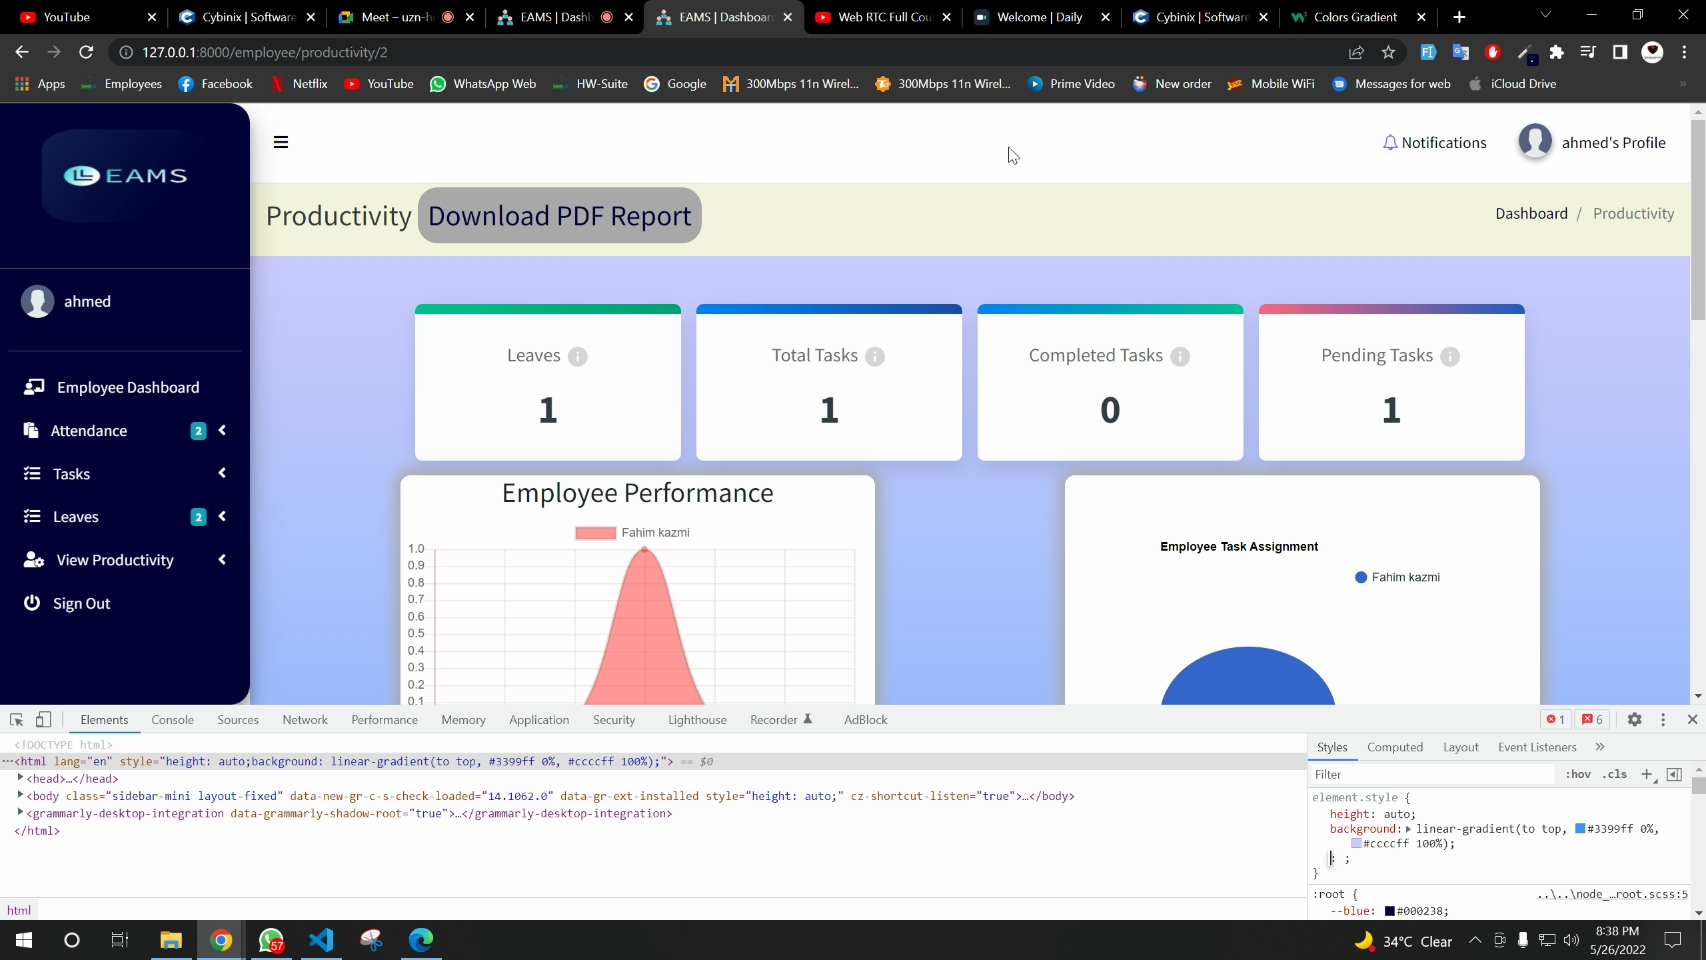 YouTube Cybinix | Software Meet – uzn-h EAMS | Dashb EAMS | Dashboard Web RTC Full Cou Welcome | Daily Cybinix | Software Colors Gradient
127.0.0.1:8000/employee/productivity/2
Apps Employees Facebook Netflix YouTube WhatsApp Web HW-Suite Google 300Mbps 11n Wirel... 300Mbps 11n Wirel... Prime Video New order Mobile WiFi Messages for web iCloud Drive »
EAMS
Notifications ahmed's Profile
Productivity Download PDF Report
Dashboard / Productivity
ahmed
Employee Dashboard
Attendance 2
Tasks
Leaves 2
View Productivity
Sign Out
Leaves Total Tasks Completed Tasks Pending Tasks
1 1 0 1
Employee Performance
Fahim kazmi
1.0
0.9
0.8
0.7
0.6
0.5
0.4
0.3
0.2
0.1
Employee Task Assignment
Fahim kazmi
Elements Console Sources Network Performance Memory Application Security Lighthouse Recorder AdBlock 1 6
<!DOCTYPE html>
···<html lang="en" style="height: auto;background: linear-gradient(to top, #3399ff 0%, #ccccff 100%);"> == $0
<head>…</head>
<body class="sidebar-mini layout-fixed" data-new-gr-c-s-check-loaded="14.1062.0" data-gr-ext-installed style="height: auto;" cz-shortcut-listen="true">…</body>
<grammarly-desktop-integration data-grammarly-shadow-root="true">…</grammarly-desktop-integration>
</html>
html
Styles Computed Layout Event Listeners »
Filter :hov .cls +
element.style {
height: auto;
background: linear-gradient(to top, #3399ff 0%,
#ccccff 100%);
: ;
}
:root { ..\..\node_…root.scss:5
--blue: #000238;
57
34°C Clear
8:38 PM
5/26/2022